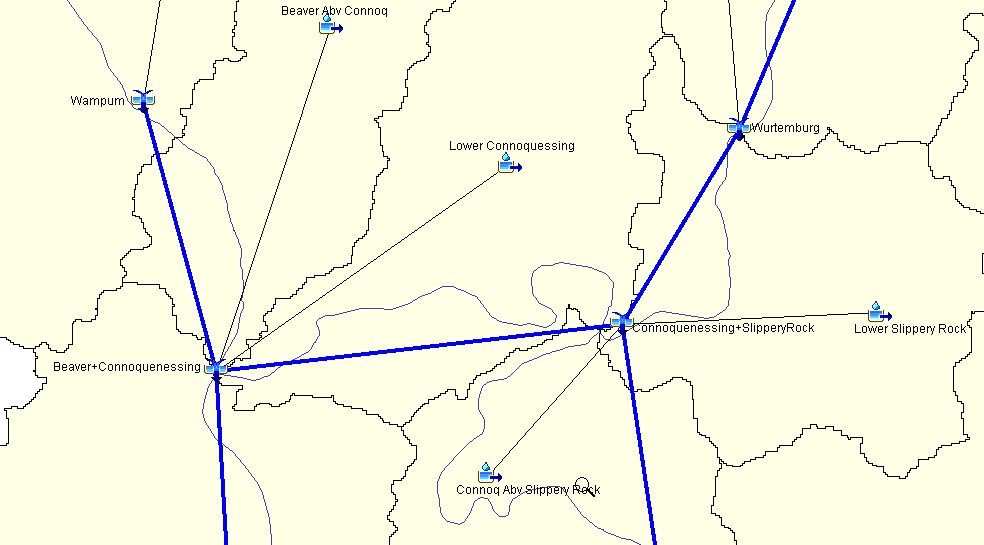 Beaver Abv Connoq
Wampum
Wurtemburg
Lower Connoquessing
Connoquenessing+SlipperyRock
Lower Slippery Rock
Beaver+Connoquenessing
Connoq Abv Slippery Rock